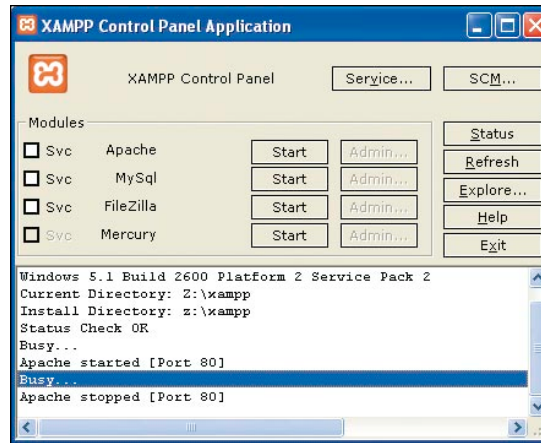 XAMPP Control Panel Application
XAMPP Control Panel
Service...
SCM...
Modules
Svc Apache Start Admin...
Svc MySql Start Admin...
Svc FileZilla Start Admin...
Svc Mercury Start Admin...
Status
Refresh
Explore...
Help
Exit
Windows 5.1 Build 2600 Platform 2 Service Pack 2
Current Directory: Z:\xampp
Install Directory: z:\xampp
Status Check OK
Busy...
Apache started [Port 80]
Busy...
Apache stopped [Port 80]